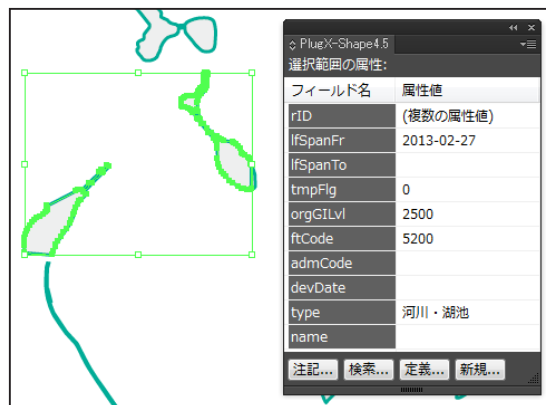 PlugX-Shape4.5
選択範囲の属性:
フィールド名 属性値
rID (複数の属性値)
lfSpanFr 2013-02-27
lfSpanTo
tmpFlg 0
orgGILvl 2500
ftCode 5200
admCode
devDate
type 河川・湖池
name
注記... 検索... 定義... 新規...